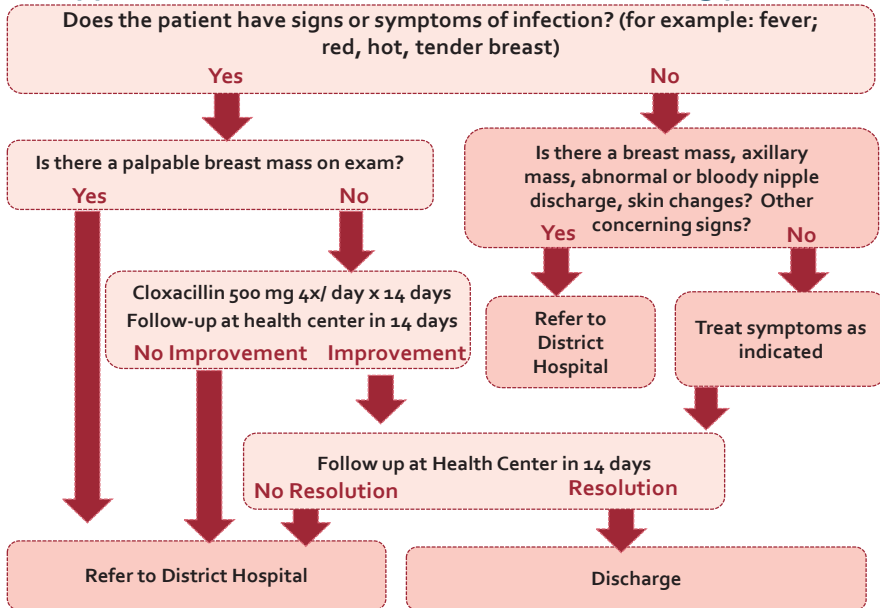 Does the patient have signs or symptoms of infection? (for example: fever;
red, hot, tender breast)
Yes
No
Is there a palpable breast mass on exam?
Yes
No
Is there a breast mass, axillary
mass, abnormal or bloody nipple
discharge, skin changes? Other
concerning signs?
Yes
No
Cloxacillin 500 mg 4x/ day x 14 days
Follow-up at health center in 14 days
No Improvement
Improvement
Refer to
District
Hospital
Treat symptoms as
indicated
Follow up at Health Center in 14 days
No Resolution
Resolution
Refer to District Hospital
Discharge